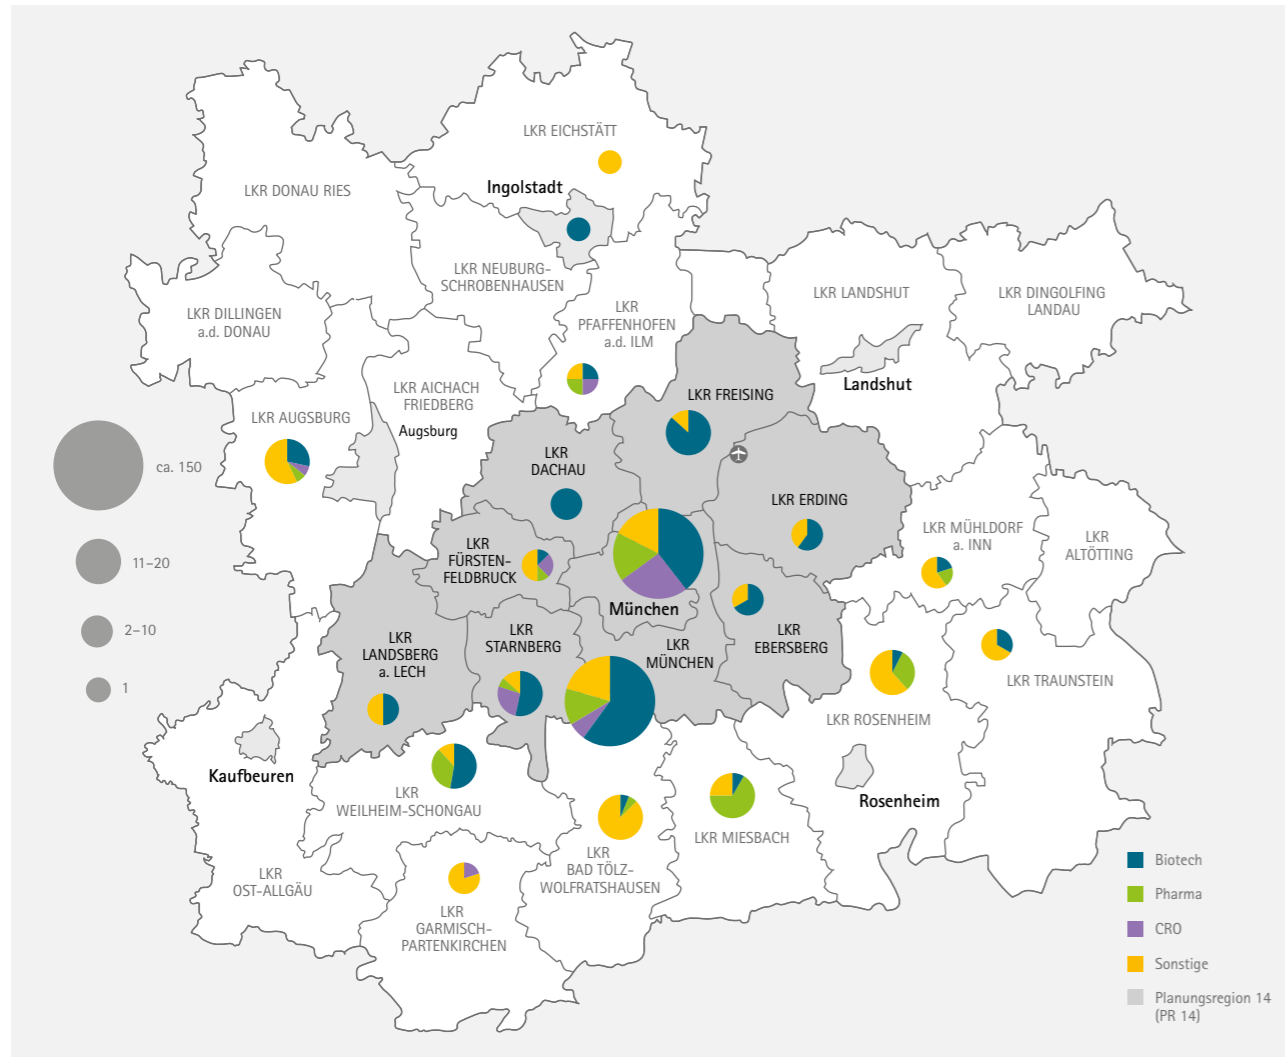 LKR EICHSTÄTT
Ingolstadt
LKR DONAU RIES
LKR NEUBURG-
SCHROBENHAUSEN
LKR DILLINGEN
a.d. DONAU
LKR
PFAFFENHOFEN
a.d. ILM
LKR LANDSHUT
LKR DINGOLFING
LANDAU
Landshut
LKR AICHACH
FRIEDBERG
Augsburg
LKR AUGSBURG
LKR FREISING
LKR
DACHAU
LKR ERDING
LKR MÜHLDORF
a. INN
LKR
ALTÖTTING
ca. 150
11–20
2–10
1
LKR
FÜRSTEN-
FELDBRUCK
München
LKR
LANDSBERG
a. LECH
LKR
STARNBERG
LKR
MÜNCHEN
LKR
EBERSBERG
LKR TRAUNSTEIN
LKR ROSENHEIM
Rosenheim
Kaufbeuren
LKR
WEILHEIM-SCHONGAU
LKR MIESBACH
LKR
BAD TÖLZ-
WOLFRATSHAUSEN
LKR
OST-ALLGÄU
LKR
GARMISCH-
PARTENKIRCHEN
Biotech
Pharma
CRO
Sonstige
Planungsregion 14
(PR 14)